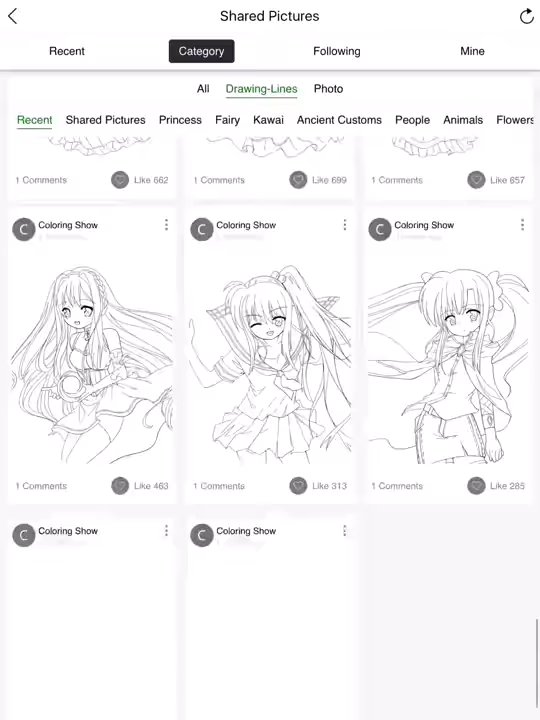 Shared Pictures
Recent Category Following Mine
All Drawing-Lines Photo
Recent Shared Pictures Princess Fairy Kawai Ancient Customs People Animals Flowers
1 Comments Like 662 1 Comments Like 699 1 Comments Like 657
C Coloring Show C Coloring Show C Coloring Show
1 Comments Like 463 1 Comments Like 313 1 Comments Like 285
C Coloring Show C Coloring Show